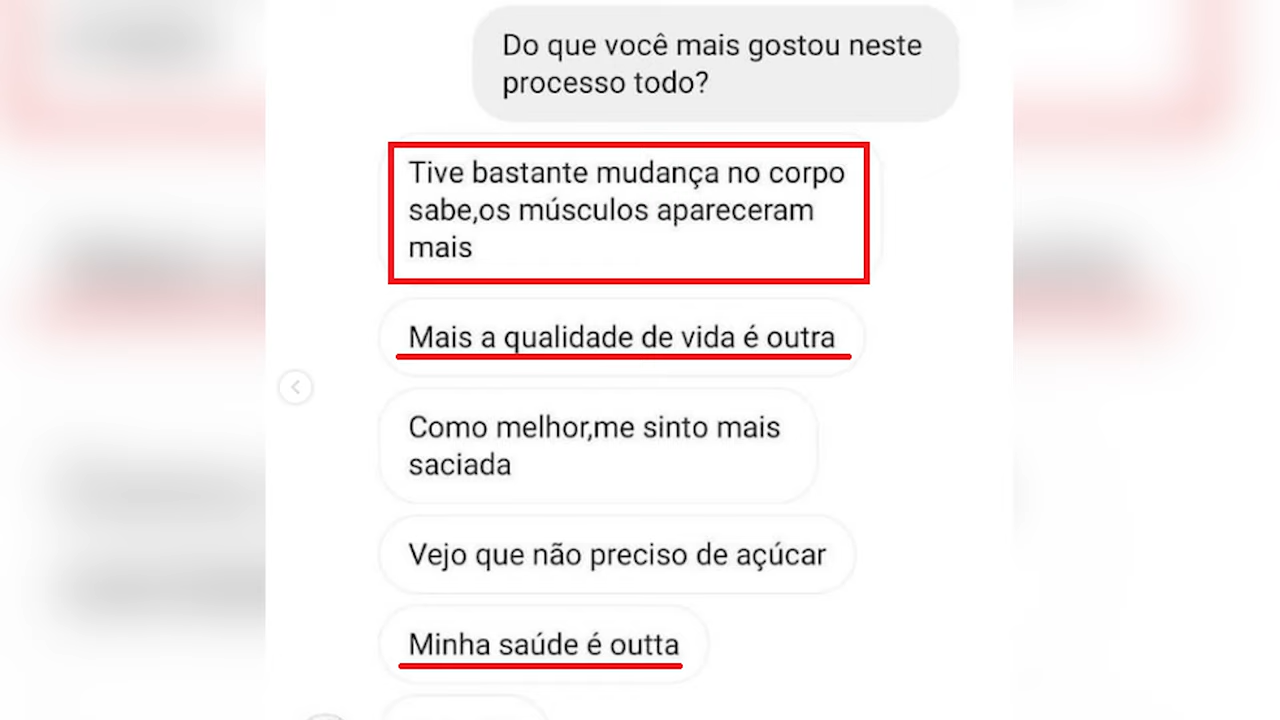 Do que você mais gostou neste
processo todo?
Tive bastante mudança no corpo
sabe,os músculos apareceram
mais
Mais a qualidade de vida é outra
Como melhor,me sinto mais
saciada
Vejo que não preciso de açúcar
Minha saúde é outta